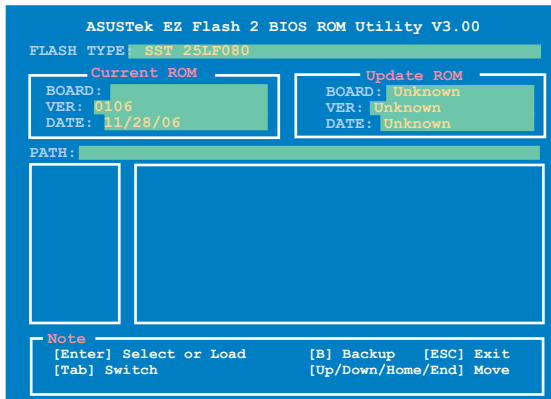 ASUSTek EZ Flash 2 BIOS ROM Utility V3.00
FLASH TYPE: SST 25LF080
Current ROM
BOARD:
VER: 0106
DATE: 11/28/06
Update ROM
BOARD: Unknown
VER: Unknown
DATE: Unknown
PATH:
Note
[Enter] Select or Load [B] Backup [ESC] Exit
[Tab] Switch [Up/Down/Home/End] Move